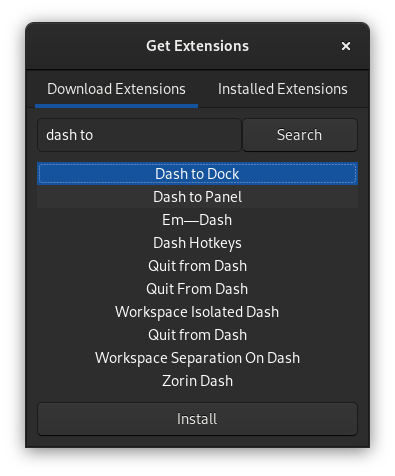 Get Extensions ×
Download Extensions Installed Extensions
dash to Search
Dash to Dock
Dash to Panel
Em—Dash
Dash Hotkeys
Quit from Dash
Quit From Dash
Workspace Isolated Dash
Quit from Dash
Workspace Separation On Dash
Zorin Dash
Install